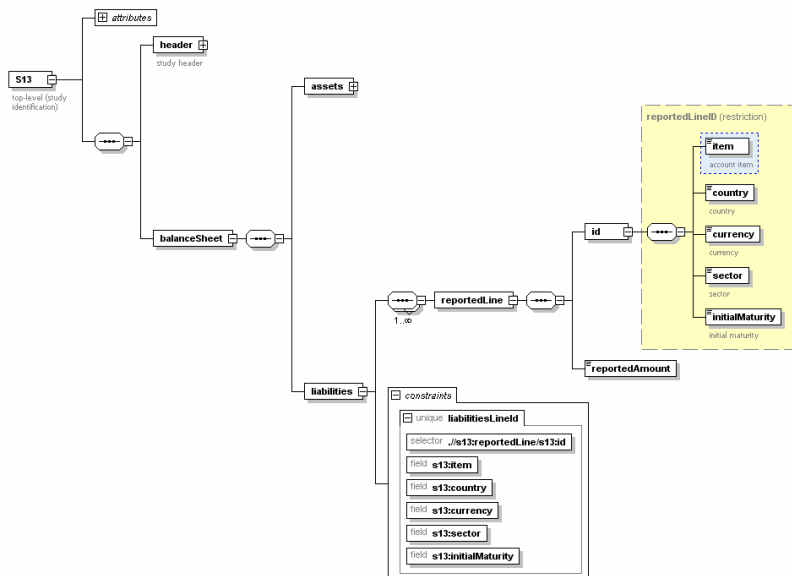 attributes
header
study header
S13
top-level (study
identification)
assets
reportedLineID (restriction)
item
account item
country
country
currency
currency
sector
sector
initialMaturity
initial maturity
id
balanceSheet
reportedLine
1..∞
reportedAmount
liabilities
constraints
unique liabilitiesLineId
selector .//s13:reportedLine/s13:id
field s13:item
field s13:country
field s13:currency
field s13:sector
field s13:initialMaturity